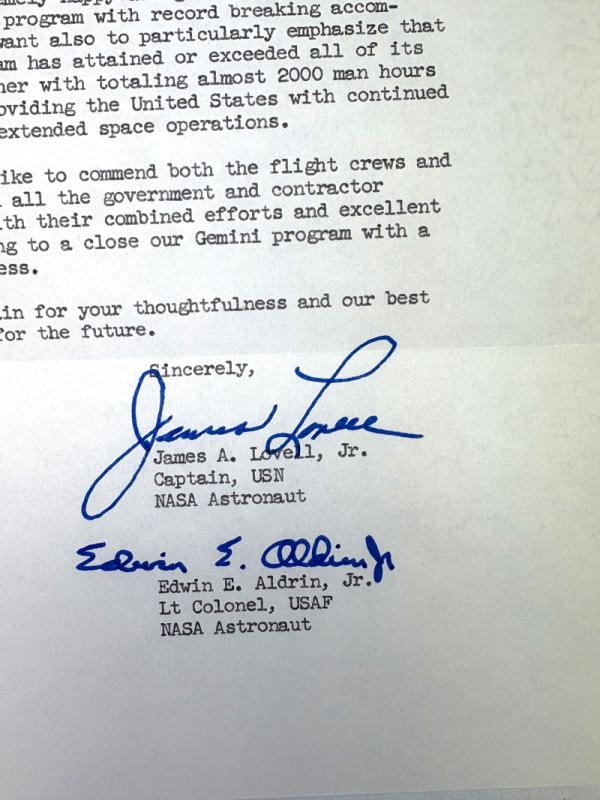 happy
program with record breaking accom-
want also to particularly emphasize that
has attained or exceeded all of its
with totaling almost 2000 man hours
oviding the United States with continued
extended space operations.
ike to commend both the flight crews and
all the government and contractor
ith their combined efforts and excellent
ng to a close our Gemini program with a
ess.
in for your thoughtfulness and our best
for the future.
Sincerely,
James Lovell
James A. Lovell, Jr.
Captain, USN
NASA Astronaut
Edwin E. Aldrin Jr
Edwin E. Aldrin, Jr.
Lt Colonel, USAF
NASA Astronaut